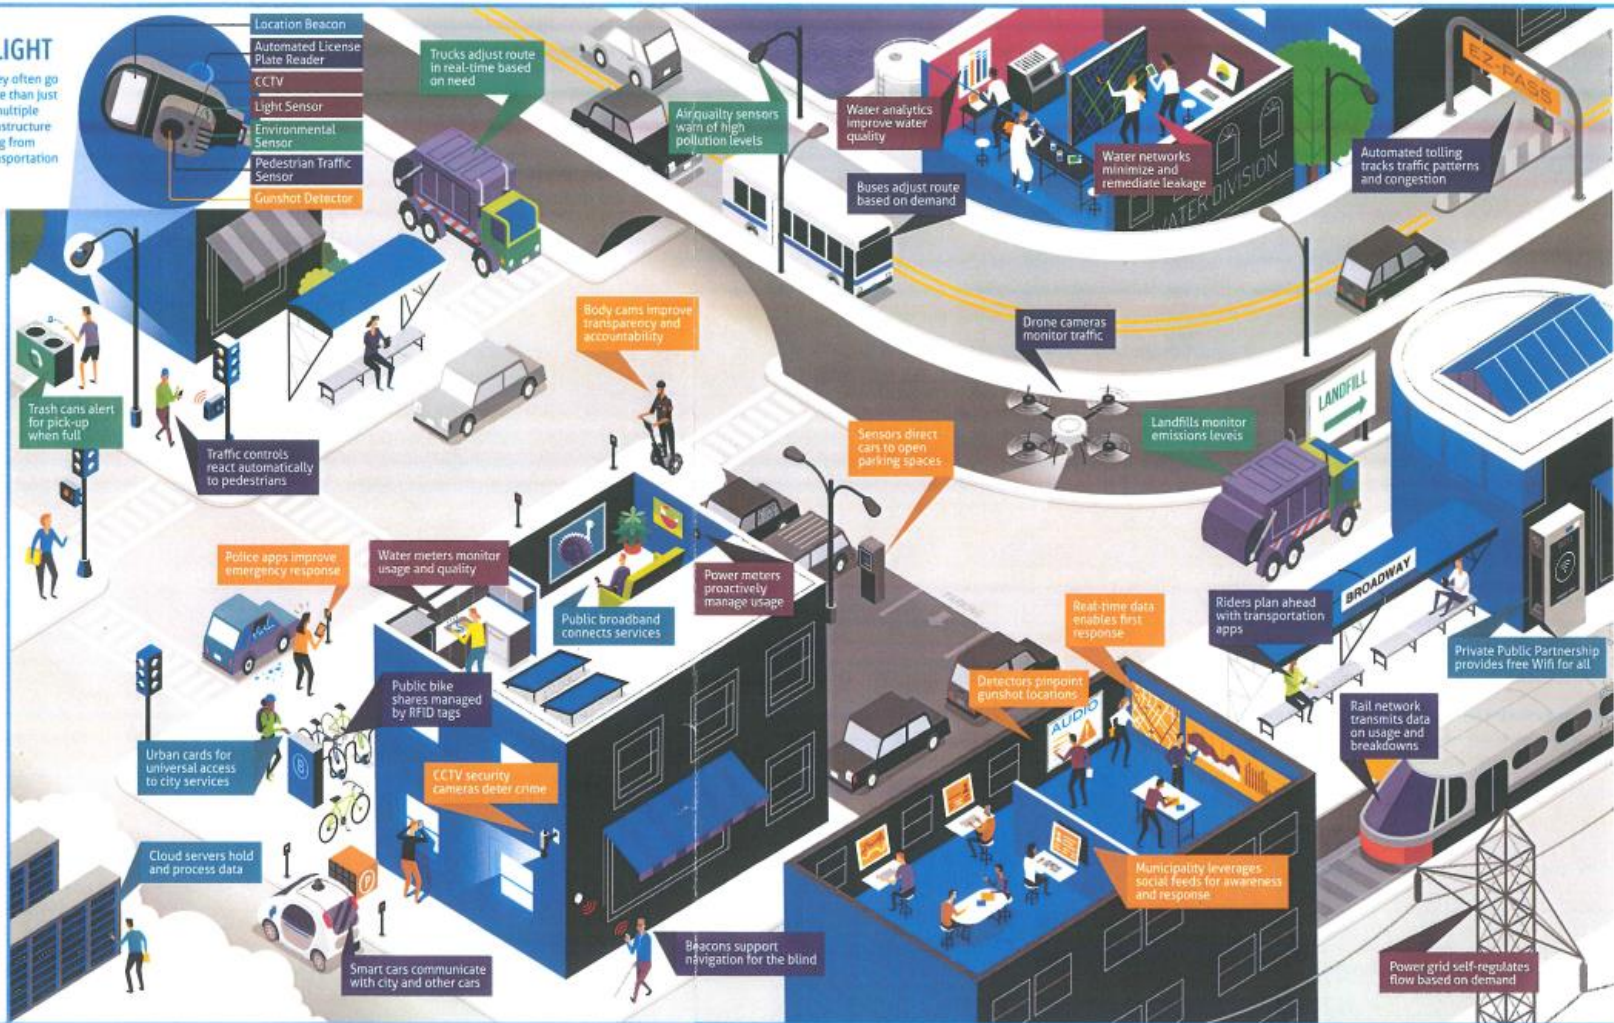 LIGHT
ey often go
e than just
multiple
astructure
g from
nsportation
Location Beacon
Automated License
Plate Reader
CCTV
Light Sensor
Environmental
Sensor
Pedestrian Traffic
Sensor
Gunshot Detector
Trucks adjust route
in real-time based
on need
Air quailty sensors
warn of high
pollution levels
Water analytics
improve water
quality
Water networks
minimize and
remediate leakage
WATER DIVISION
EZ-PASS
Automated tolling
tracks traffic patterns
and congestion
Buses adjust route
based on demand
Body cams improve
transparency and
accountability
Drone cameras
monitor traffic
LANDFILL
Landfills monitor
emissions levels
Trash cans alert
for pick-up
when full
Traffic controls
react automatically
to pedestrians
Sensors direct
cars to open
parking spaces
Police apps improve
emergency response
Water meters monitor
usage and quality
Public broadband
connects services
Power meters
proactively
manage usage
PARKING
Real-time data
enables first
response
Riders plan ahead
with transportation
apps
BROADWAY
Private Public Partnership
provides free Wifi for all
Public bike
shares managed
by RFID tags
B
Detectors pinpoint
gunshot locations
AUDIO
Rail network
transmits data
on usage and
breakdowns
Urban cards for
universal access
to city services
CCTV security
cameras deter crime
Cloud servers hold
and process data
P
Municipality leverages
social feeds for awareness
and response
Smart cars communicate
with city and other cars
Beacons support
navigation for the blind
Power grid self-regulates
flow based on demand